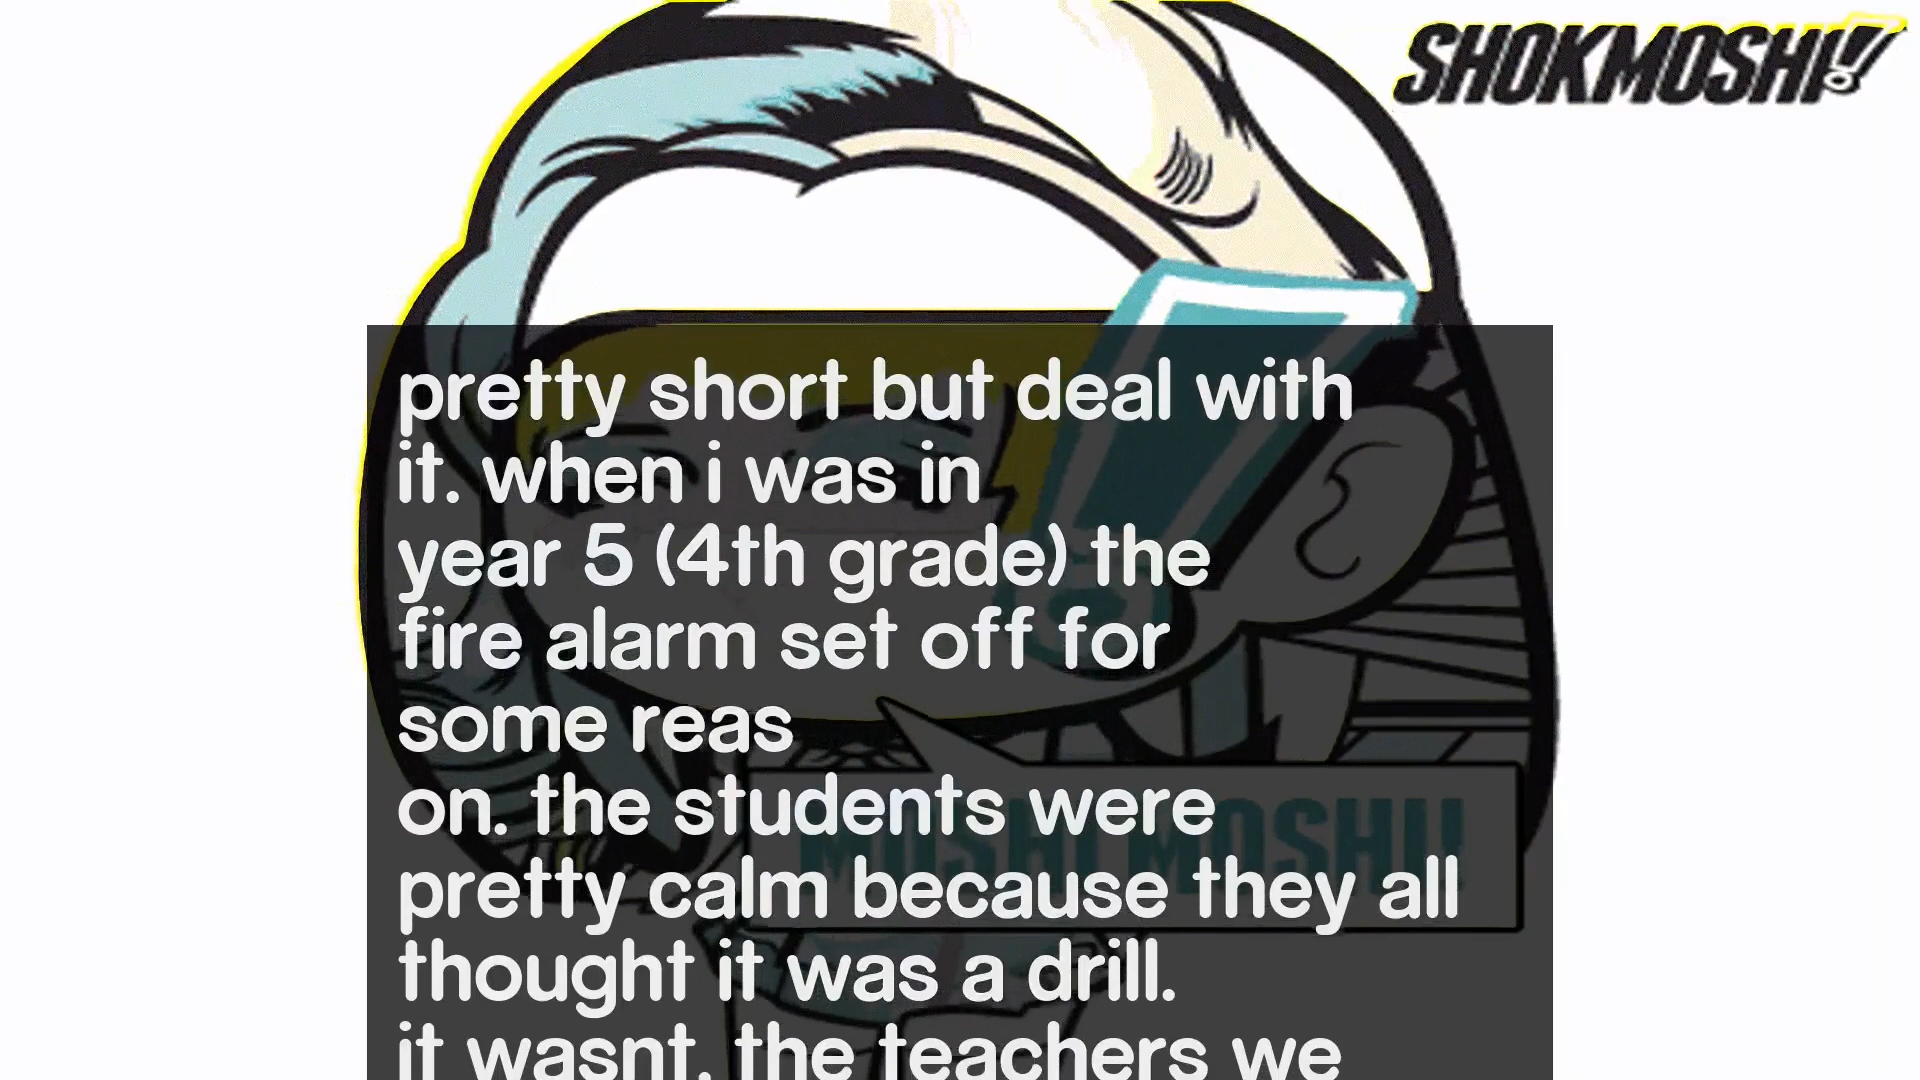 SHOKMOSHI!!
pretty short but deal with
it. when i was in
year 5 (4th grade) the
fire alarm set off for
some reas
on. the students were
pretty calm because they all
thought it was a drill.
it wasnt. the teachers we
MOSHI MOSHI!